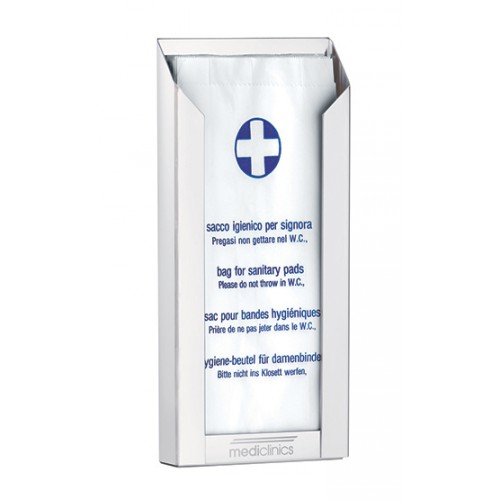 sacco igienico per signora
Pregasi non gettare nel W.C.,
bag for sanitary pads
Please do not throw in W.C.,
sac pour bandes hygiéniques
Prière de ne pas jeter dans le W.C.,
ygiene-beutel für damenbinde
Bitte nicht ins Klosett werfen,
mediclinics